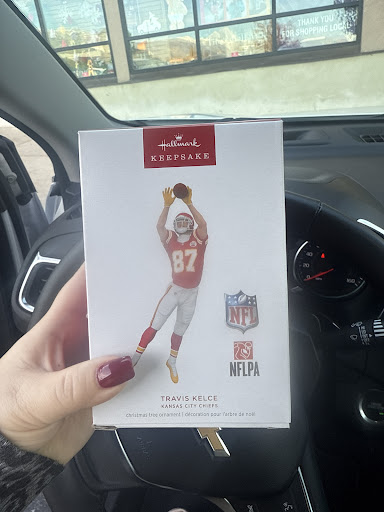 THANK YOU
FOR SHOPPING LOCAL
Hallmark
KEEPSAKE
87
NFL
NFLPA
TRAVIS KELCE
KANSAS CITY CHIEFS
christmas tree ornament | décoration pour l'arbre de noël